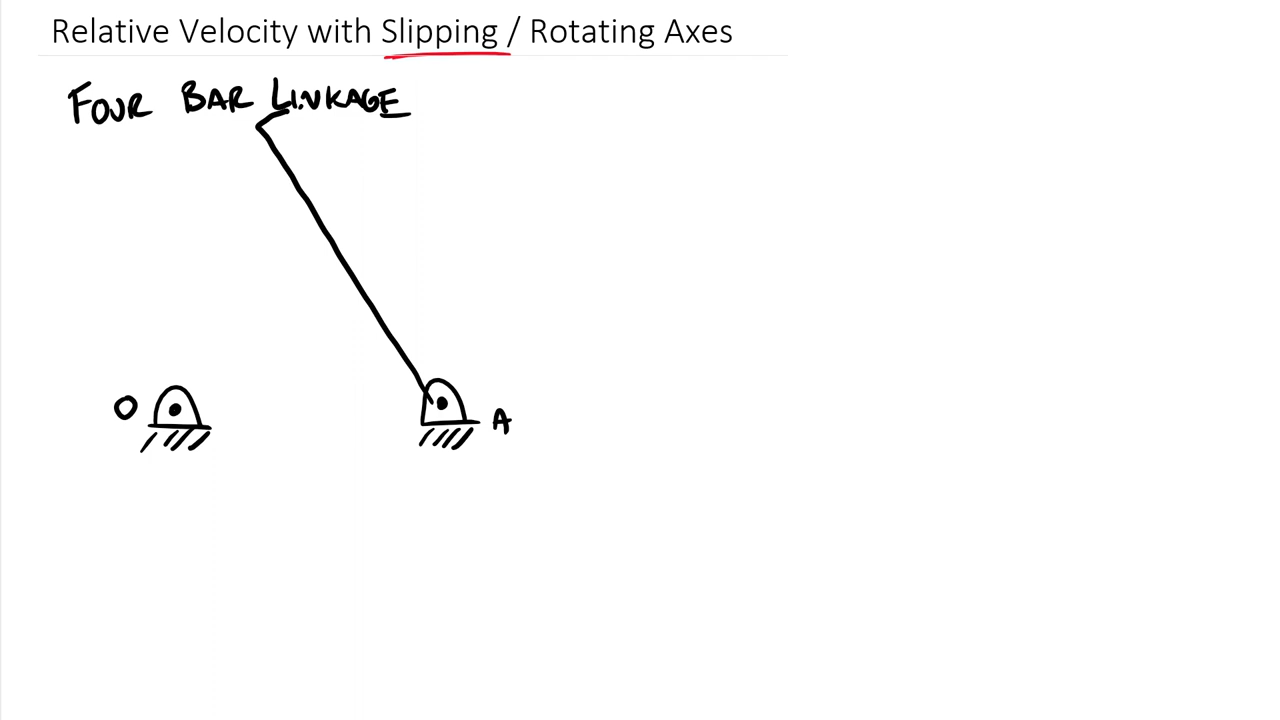 Relative Velocity with Slipping / Rotating Axes
FOUR BAR LINKAGE
O
A